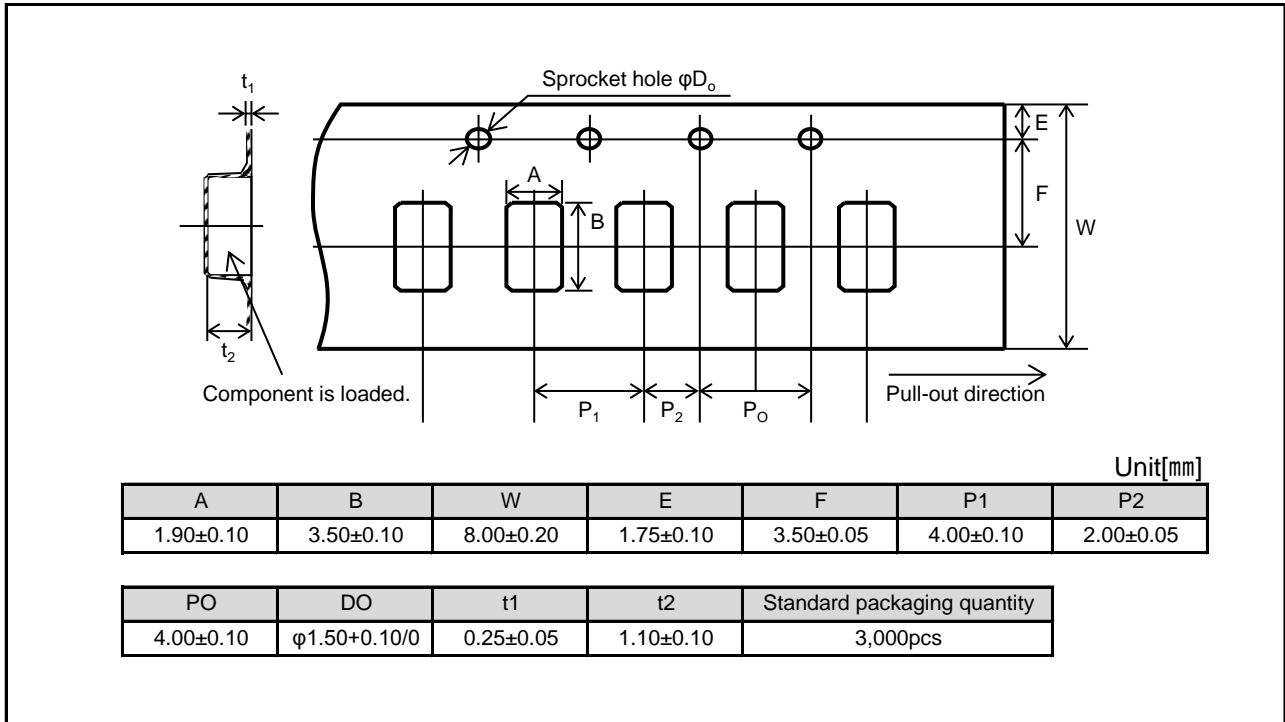 t1
Sprocket hole φDo
E
A
F
B
W
t2
Component is loaded.
P1
P2
PO
Pull-out direction
Unit[㎜]
A B W E F P1 P2
1.90±0.10 3.50±0.10 8.00±0.20 1.75±0.10 3.50±0.05 4.00±0.10 2.00±0.05
PO DO t1 t2 Standard packaging quantity
4.00±0.10 φ1.50+0.10/0 0.25±0.05 1.10±0.10 3,000pcs